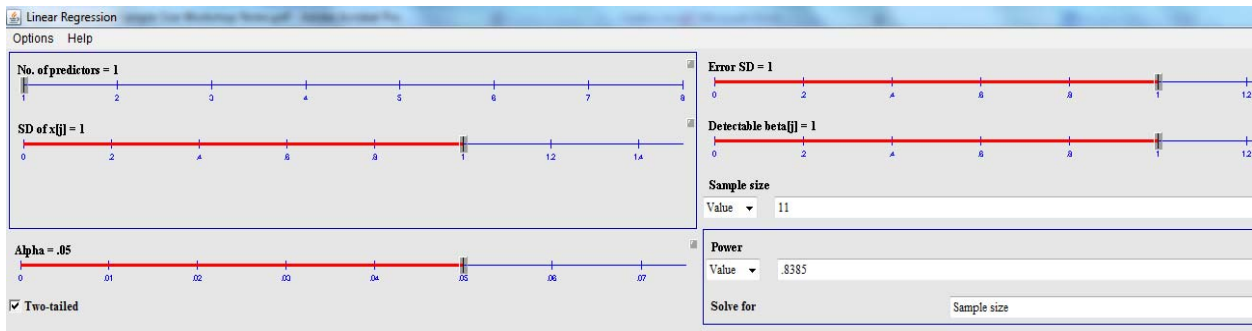 Linear Regression
Options Help
No. of predictors = 1
1 2 3 4 5 6 7 8
SD of x[j] = 1
0 .2 .4 .6 .8 1 1.2 1.4
Alpha = .05
0 .01 .02 .03 .04 .05 .06 .07
Two-tailed
Error SD = 1
0 .2 .4 .6 .8 1 1.2
Detectable beta[j] = 1
0 .2 .4 .6 .8 1 1.2
Sample size
Value 11
Power
Value .8385
Solve for Sample size